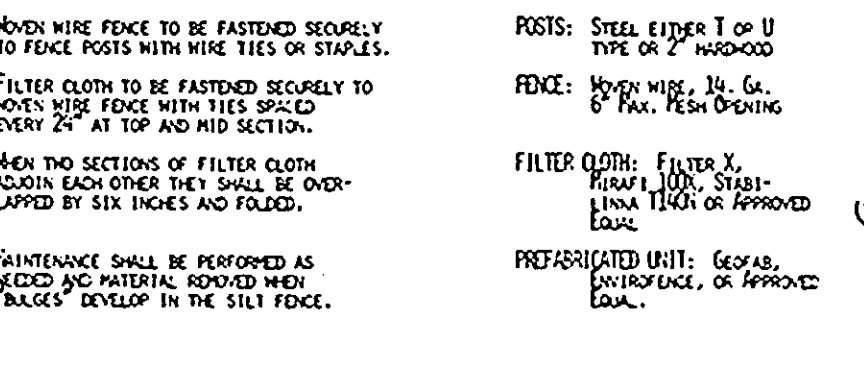 WOVEN WIRE FENCE TO BE FASTENED SECURELY
TO FENCE POSTS WITH WIRE TIES OR STAPLES.
FILTER CLOTH TO BE FASTENED SECURELY TO
WOVEN WIRE FENCE WITH TIES SPACED
EVERY 24" AT TOP AND MID SECTION.
WHEN TWO SECTIONS OF FILTER CLOTH
ADJOIN EACH OTHER THEY SHALL BE OVER-
LAPPED BY SIX INCHES AND FOLDED.
MAINTENANCE SHALL BE PERFORMED AS
NEEDED AND MATERIAL REMOVED WHEN
"BULGES" DEVELOP IN THE SILT FENCE.
POSTS: STEEL EITHER T OR U
TYPE OR 2" HARDWOOD
FENCE: WOVEN WIRE, 14. GA.
6" MAX. MESH OPENING
FILTER CLOTH: FILTER X,
MIRAFI 100X, STABI-
LINKA T140N OR APPROVED
EQUAL
PREFABRICATED UNIT: GEOFAB,
ENVIROFENCE, OR APPROVED
EQUAL.